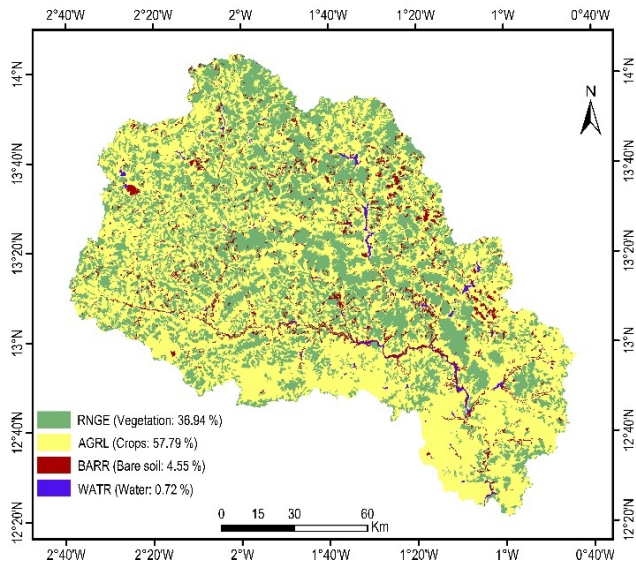 2°40'W 2°20'W 2°W 1°40'W 1°20'W 1°W 0°40'W
N
14°N 14°N
13°40'N 13°40'N
13°20'N 13°20'N
13°N 13°N
12°40'N 12°40'N
12°20'N 12°20'N
RNGE (Vegetation: 36.94 %)
AGRL (Crops: 57.79 %)
BARR (Bare soil: 4.55 %)
WATR (Water: 0.72 %)
0 15 30 60
Km
2°40'W 2°20'W 2°W 1°40'W 1°20'W 1°W 0°40'W